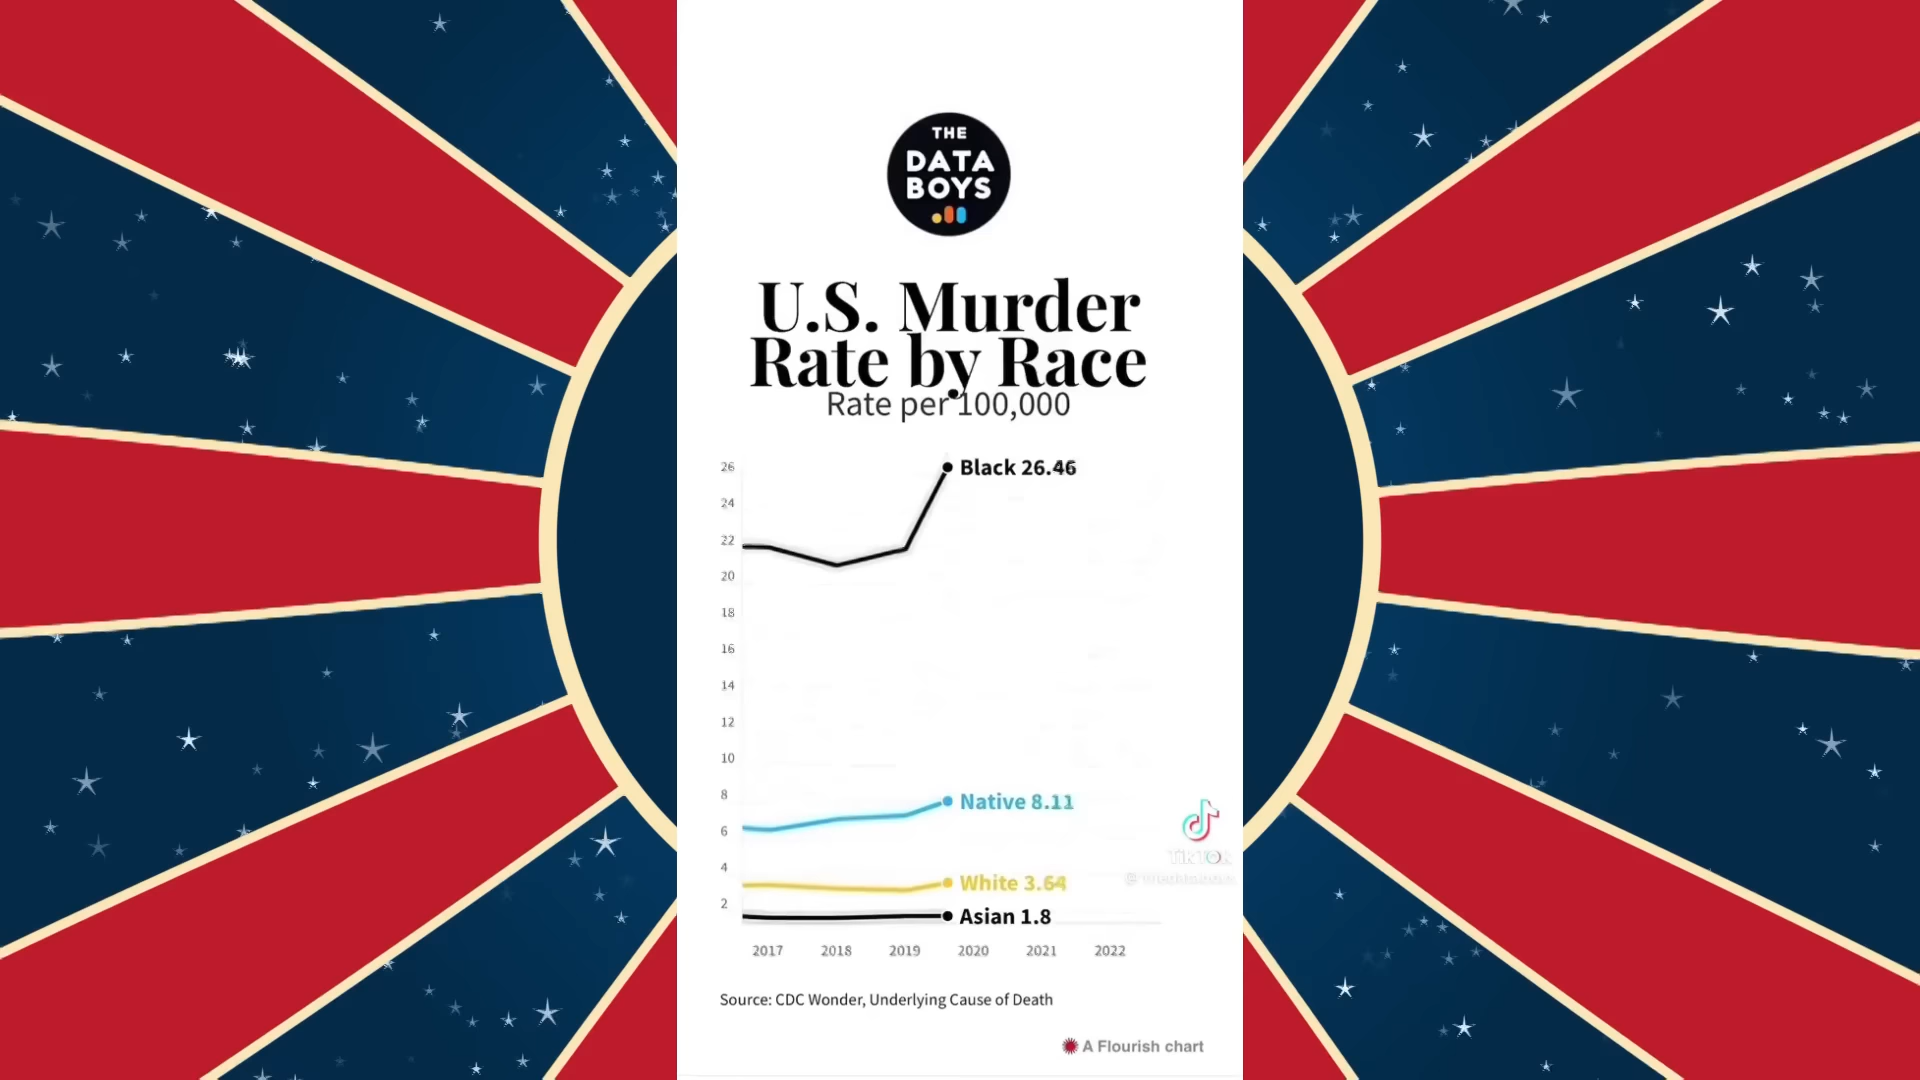 THE
DATA
BOYS
U.S. Murder
Rate by Race
Rate per 100,000
26
Black 26.46
24
22
20
18
16
14
12
10
8
Native 8.11
6
4
White 3.64
2
Asian 1.8
TikTok
2017 2018 2019 2020 2021 2022
Source: CDC Wonder, Underlying Cause of Death
A Flourish chart